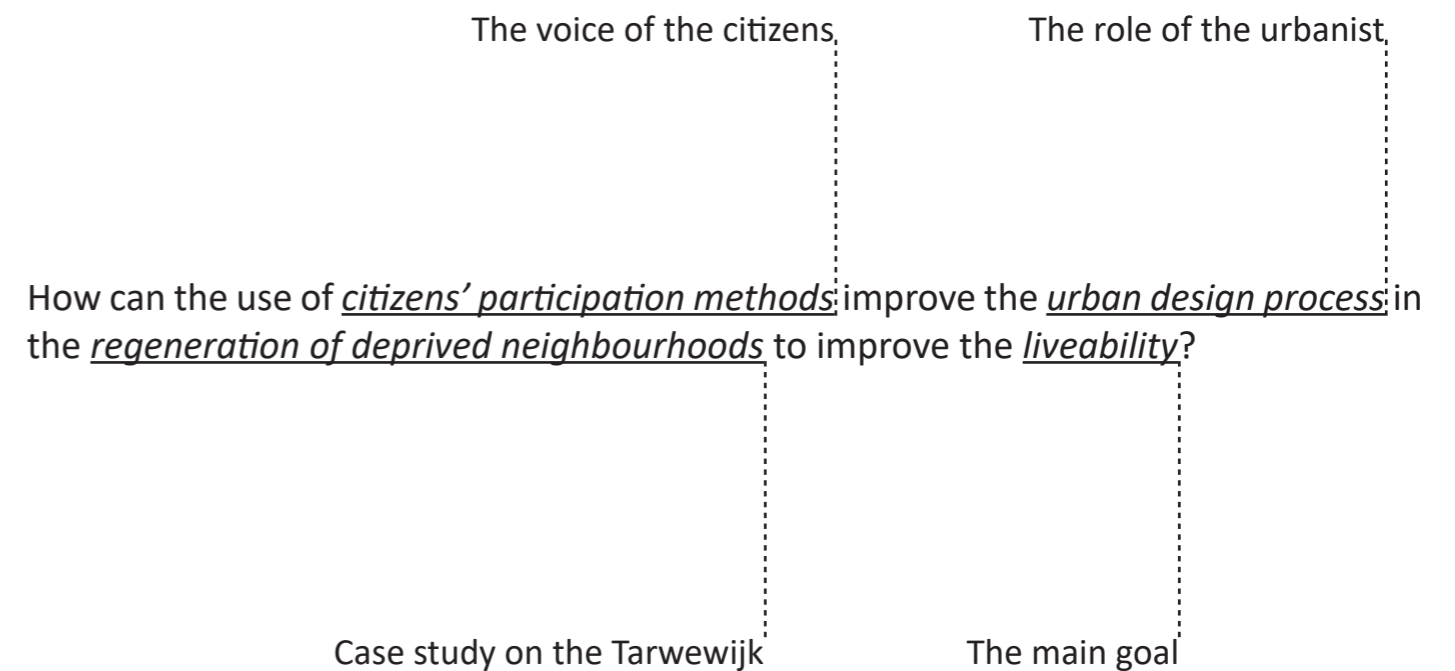 The voice of the citizens
The role of the urbanist
How can the use of citizens’ participation methods improve the urban design process in
the regeneration of deprived neighbourhoods to improve the liveability?
Case study on the Tarwewijk
The main goal